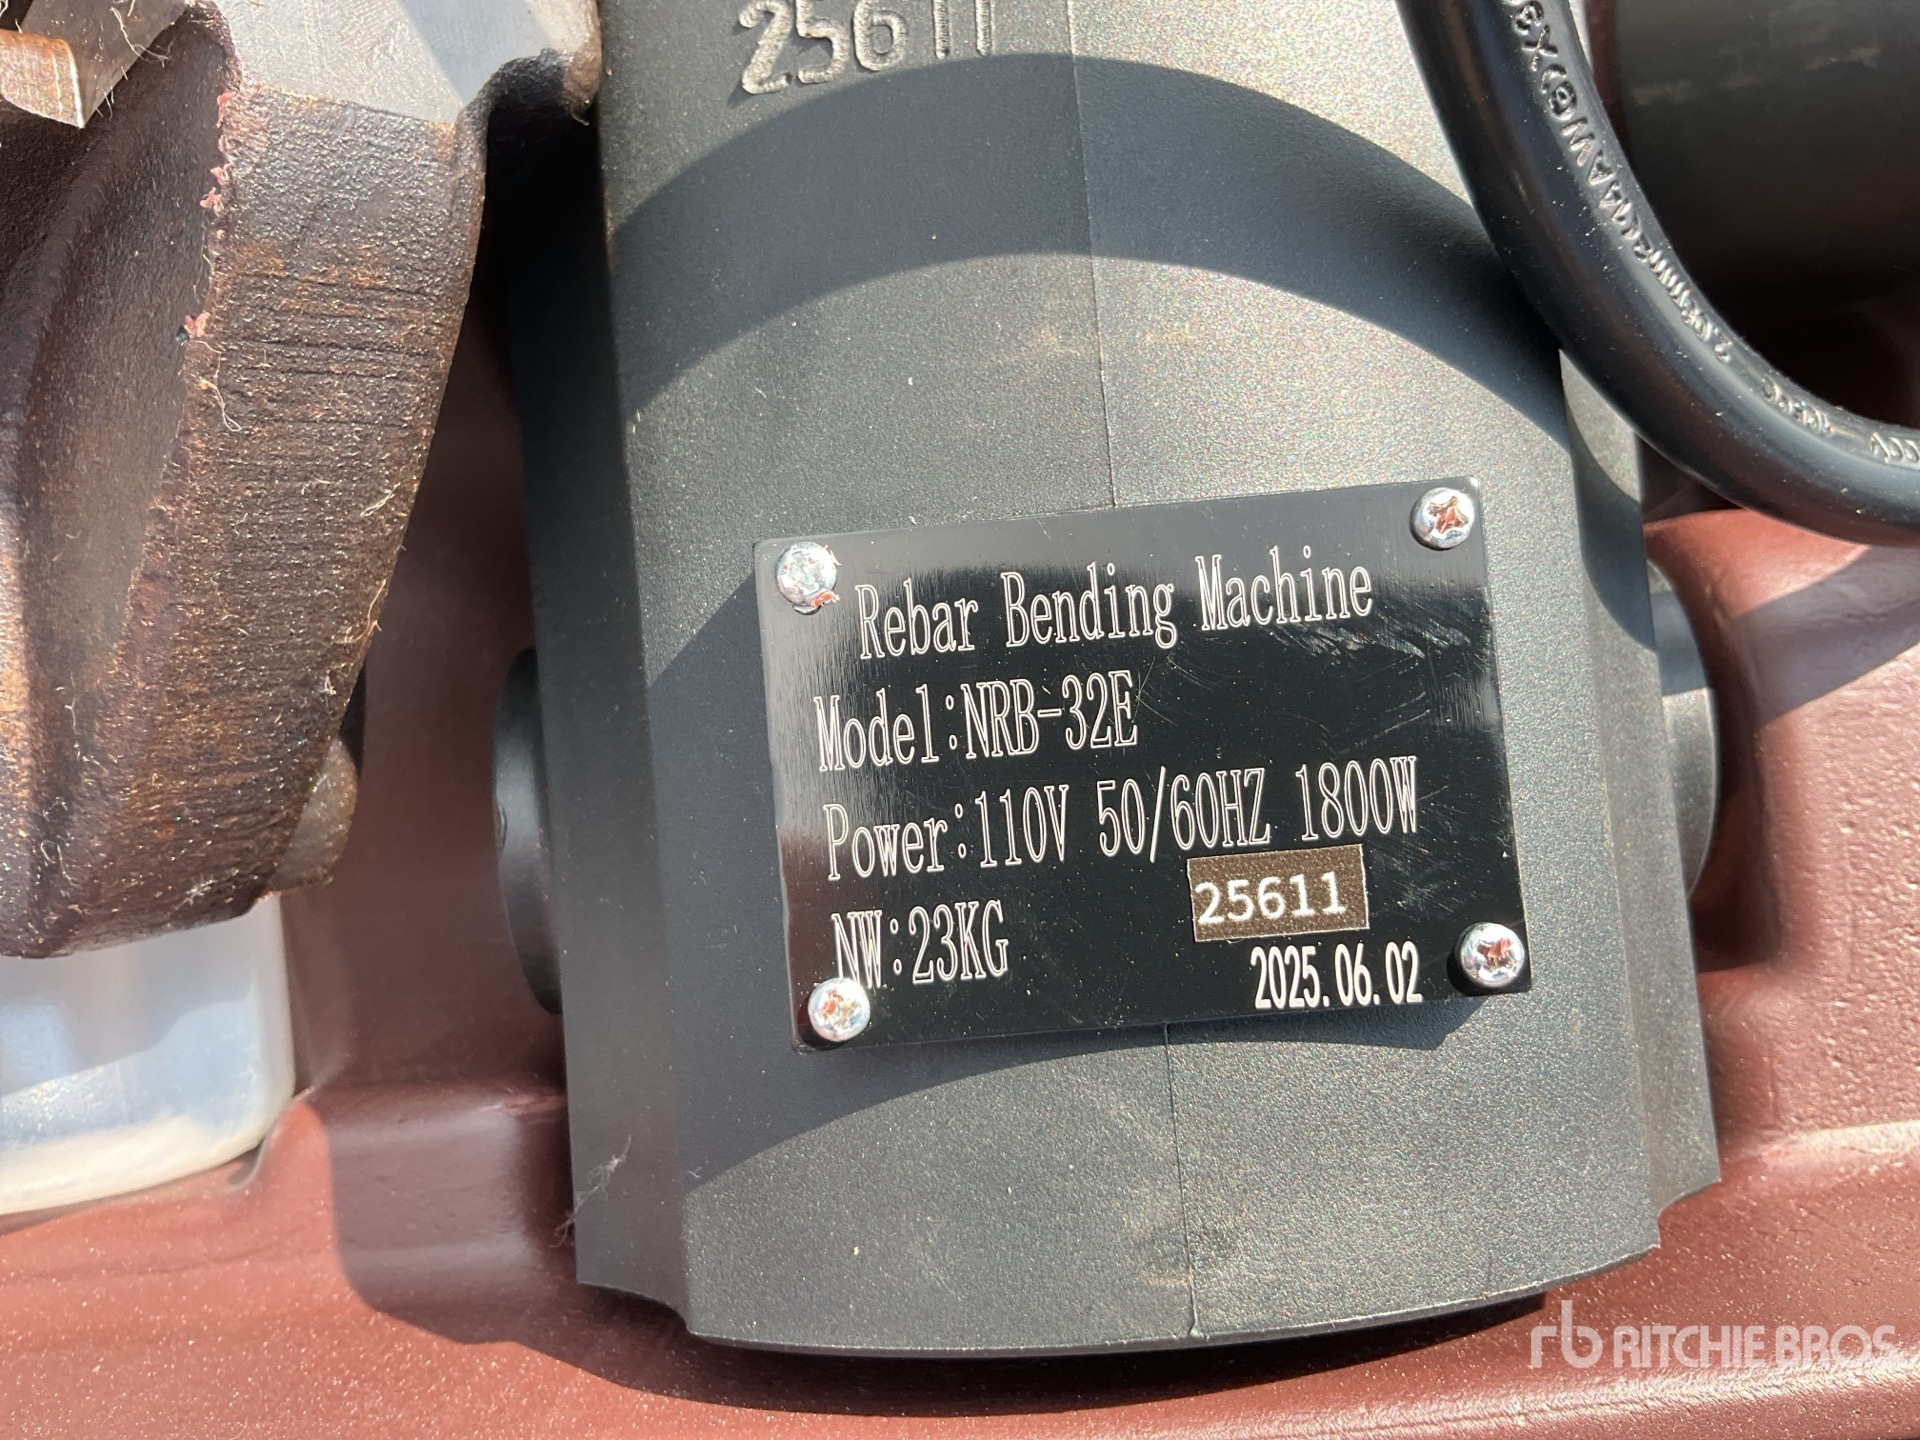 25611
Rebar Bending Machine
Model:NRB-32E
Power:110V 50/60HZ 1800W
25611
NW:23KG
2025.06.02
rb RITCHIE BROS